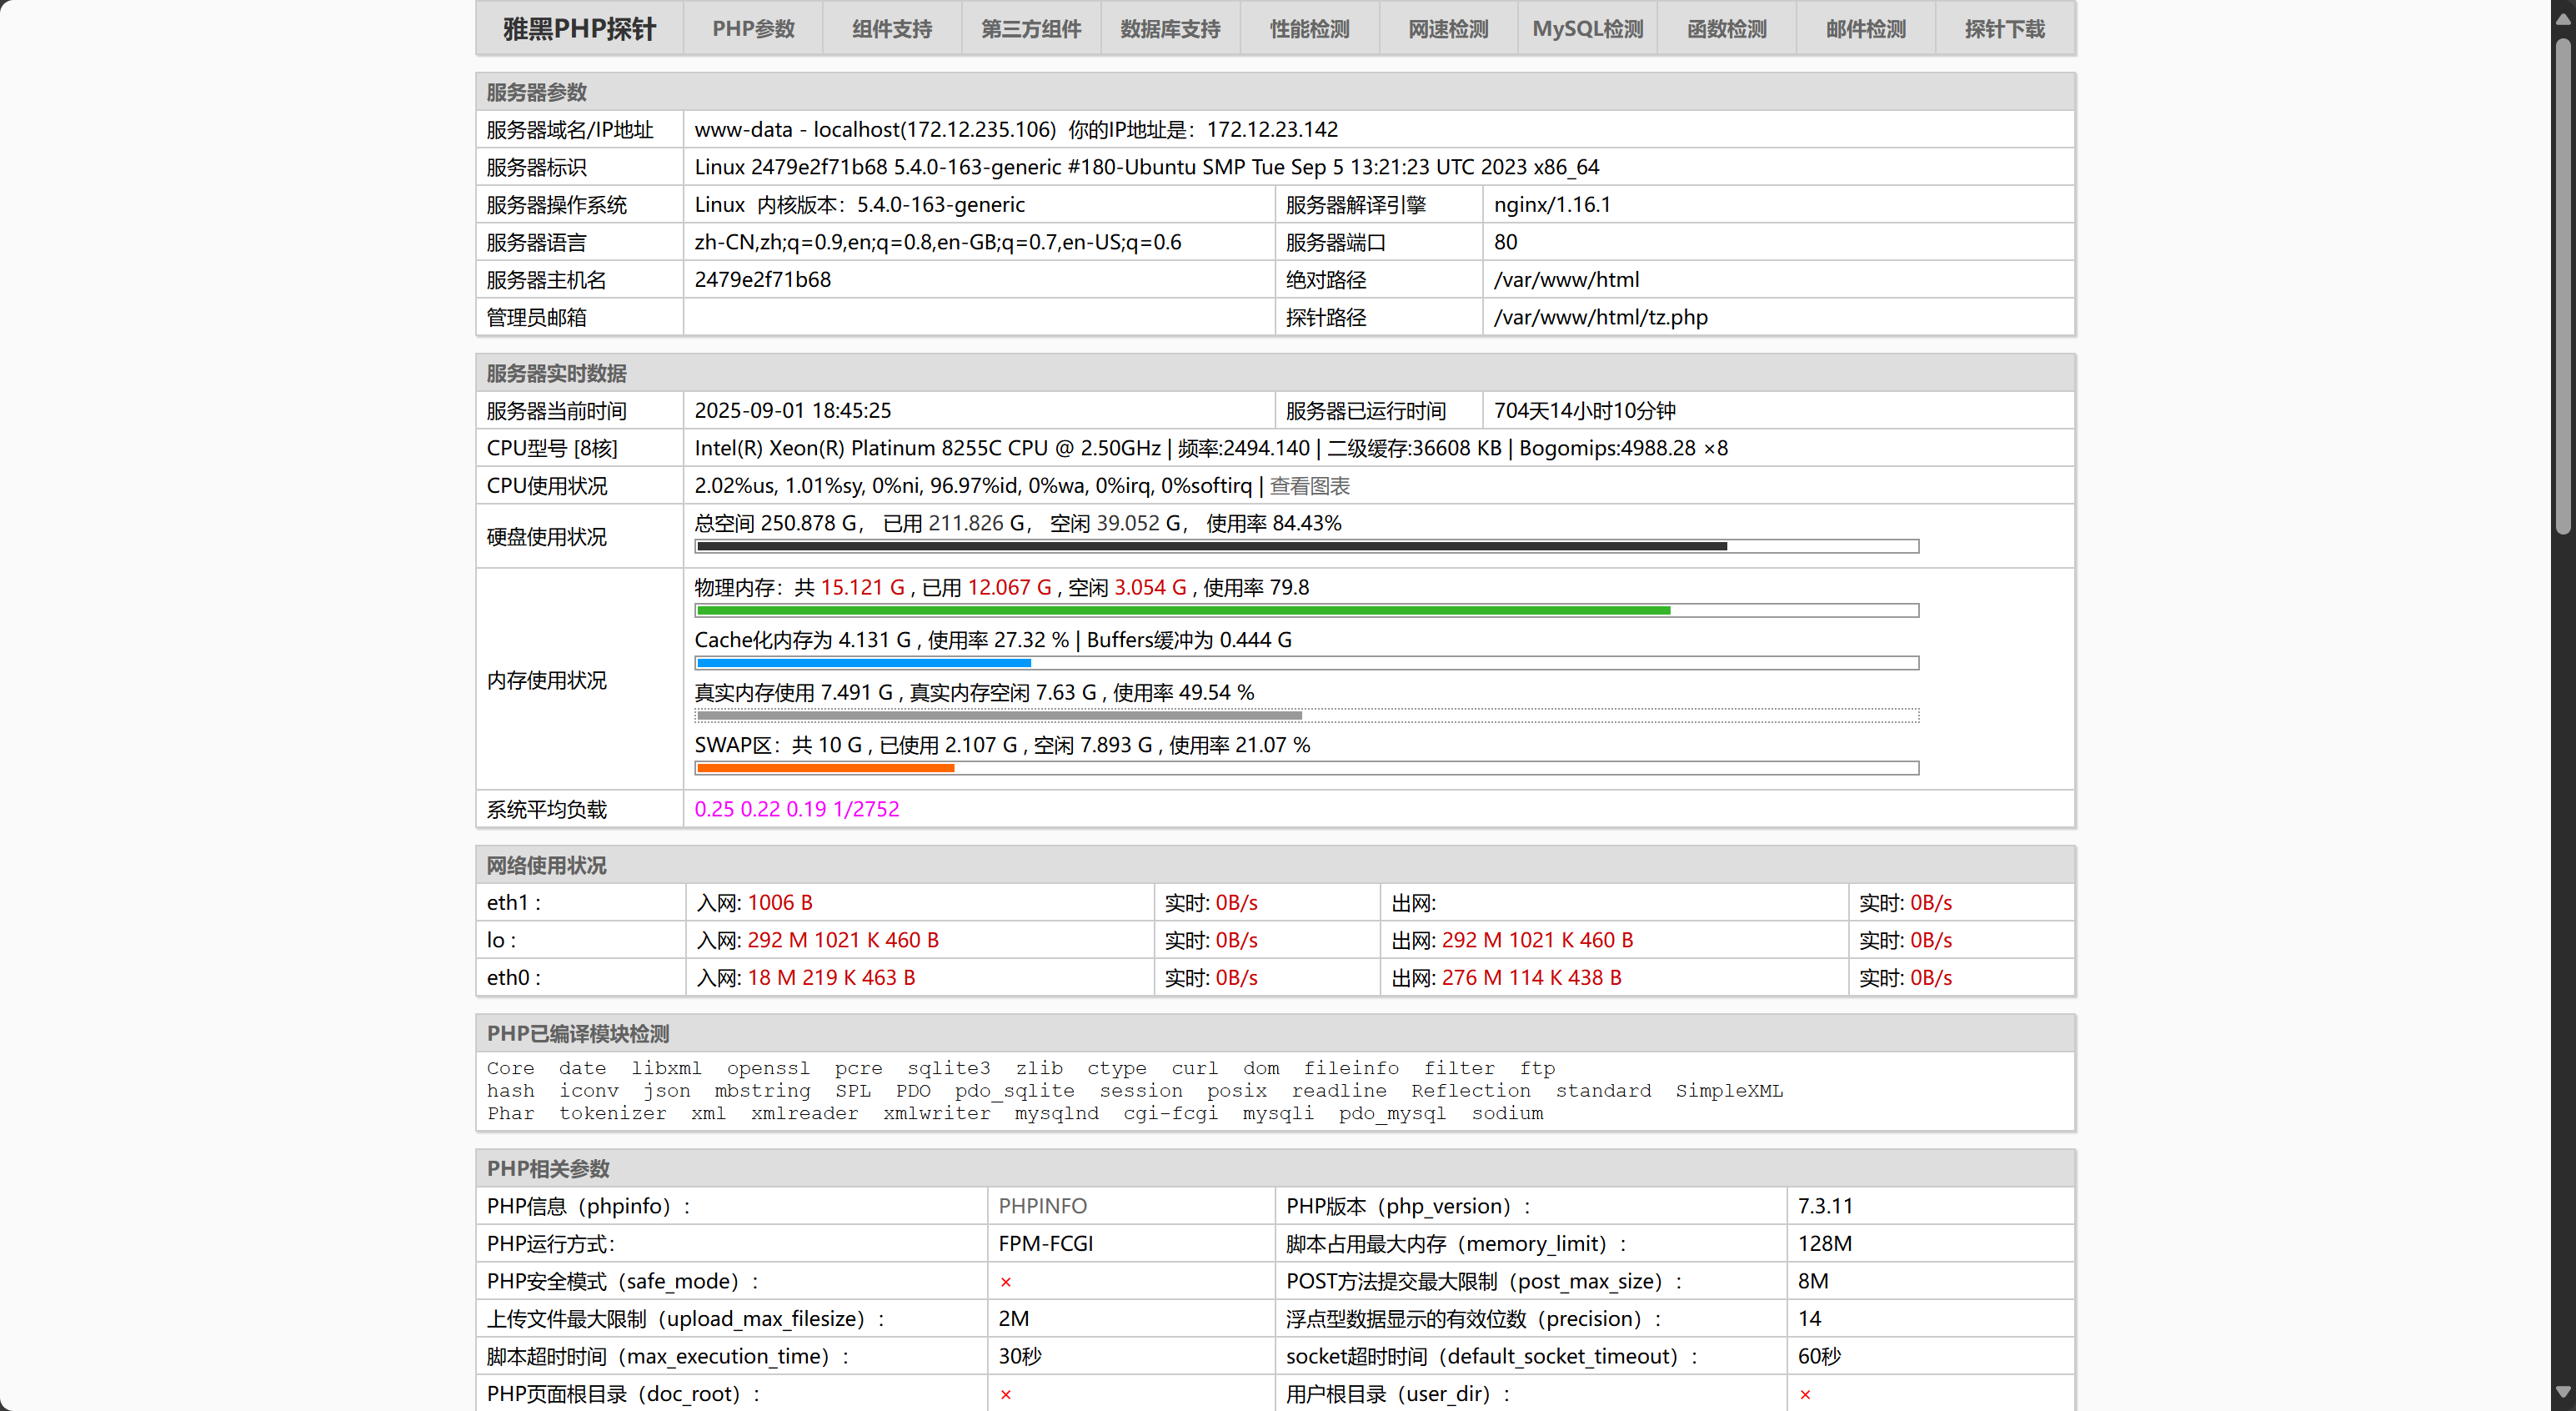 雅黑PHP探针 PHP参数 组件支持 第三方组件 数据库支持 性能检测 网速检测 MySQL检测 函数检测 邮件检测 探针下载
服务器参数
服务器域名/IP地址 www-data - localhost(172.12.235.106) 你的IP地址是：172.12.23.142
服务器标识 Linux 2479e2f71b68 5.4.0-163-generic #180-Ubuntu SMP Tue Sep 5 13:21:23 UTC 2023 x86_64
服务器操作系统 Linux 内核版本：5.4.0-163-generic 服务器解译引擎 nginx/1.16.1
服务器语言 zh-CN,zh;q=0.9,en;q=0.8,en-GB;q=0.7,en-US;q=0.6 服务器端口 80
服务器主机名 2479e2f71b68 绝对路径 /var/www/html
管理员邮箱 探针路径 /var/www/html/tz.php
服务器实时数据
服务器当前时间 2025-09-01 18:45:25 服务器已运行时间 704天14小时10分钟
CPU型号 [8核] Intel(R) Xeon(R) Platinum 8255C CPU @ 2.50GHz | 频率:2494.140 | 二级缓存:36608 KB | Bogomips:4988.28 ×8
CPU使用状况 2.02%us, 1.01%sy, 0%ni, 96.97%id, 0%wa, 0%irq, 0%softirq | 查看图表
硬盘使用状况 总空间 250.878 G， 已用 211.826 G， 空闲 39.052 G， 使用率 84.43%
内存使用状况
物理内存：共 15.121 G , 已用 12.067 G , 空闲 3.054 G , 使用率 79.8
Cache化内存为 4.131 G , 使用率 27.32 % | Buffers缓冲为 0.444 G
真实内存使用 7.491 G , 真实内存空闲 7.63 G , 使用率 49.54 %
SWAP区：共 10 G , 已使用 2.107 G , 空闲 7.893 G , 使用率 21.07 %
系统平均负载 0.25 0.22 0.19 1/2752
网络使用状况
eth1 : 入网: 1006 B 实时: 0B/s 出网: 实时: 0B/s
lo : 入网: 292 M 1021 K 460 B 实时: 0B/s 出网: 292 M 1021 K 460 B 实时: 0B/s
eth0 : 入网: 18 M 219 K 463 B 实时: 0B/s 出网: 276 M 114 K 438 B 实时: 0B/s
PHP已编译模块检测
Core date libxml openssl pcre sqlite3 zlib ctype curl dom fileinfo filter ftp
hash iconv json mbstring SPL PDO pdo_sqlite session posix readline Reflection standard SimpleXML
Phar tokenizer xml xmlreader xmlwriter mysqlnd cgi-fcgi mysqli pdo_mysql sodium
PHP相关参数
PHP信息（phpinfo）: PHPINFO PHP版本（php_version）: 7.3.11
PHP运行方式: FPM-FCGI 脚本占用最大内存（memory_limit）: 128M
PHP安全模式（safe_mode）: × POST方法提交最大限制（post_max_size）: 8M
上传文件最大限制（upload_max_filesize）: 2M 浮点型数据显示的有效位数（precision）: 14
脚本超时时间（max_execution_time）: 30秒 socket超时时间（default_socket_timeout）: 60秒
PHP页面根目录（doc_root）: × 用户根目录（user_dir）: ×